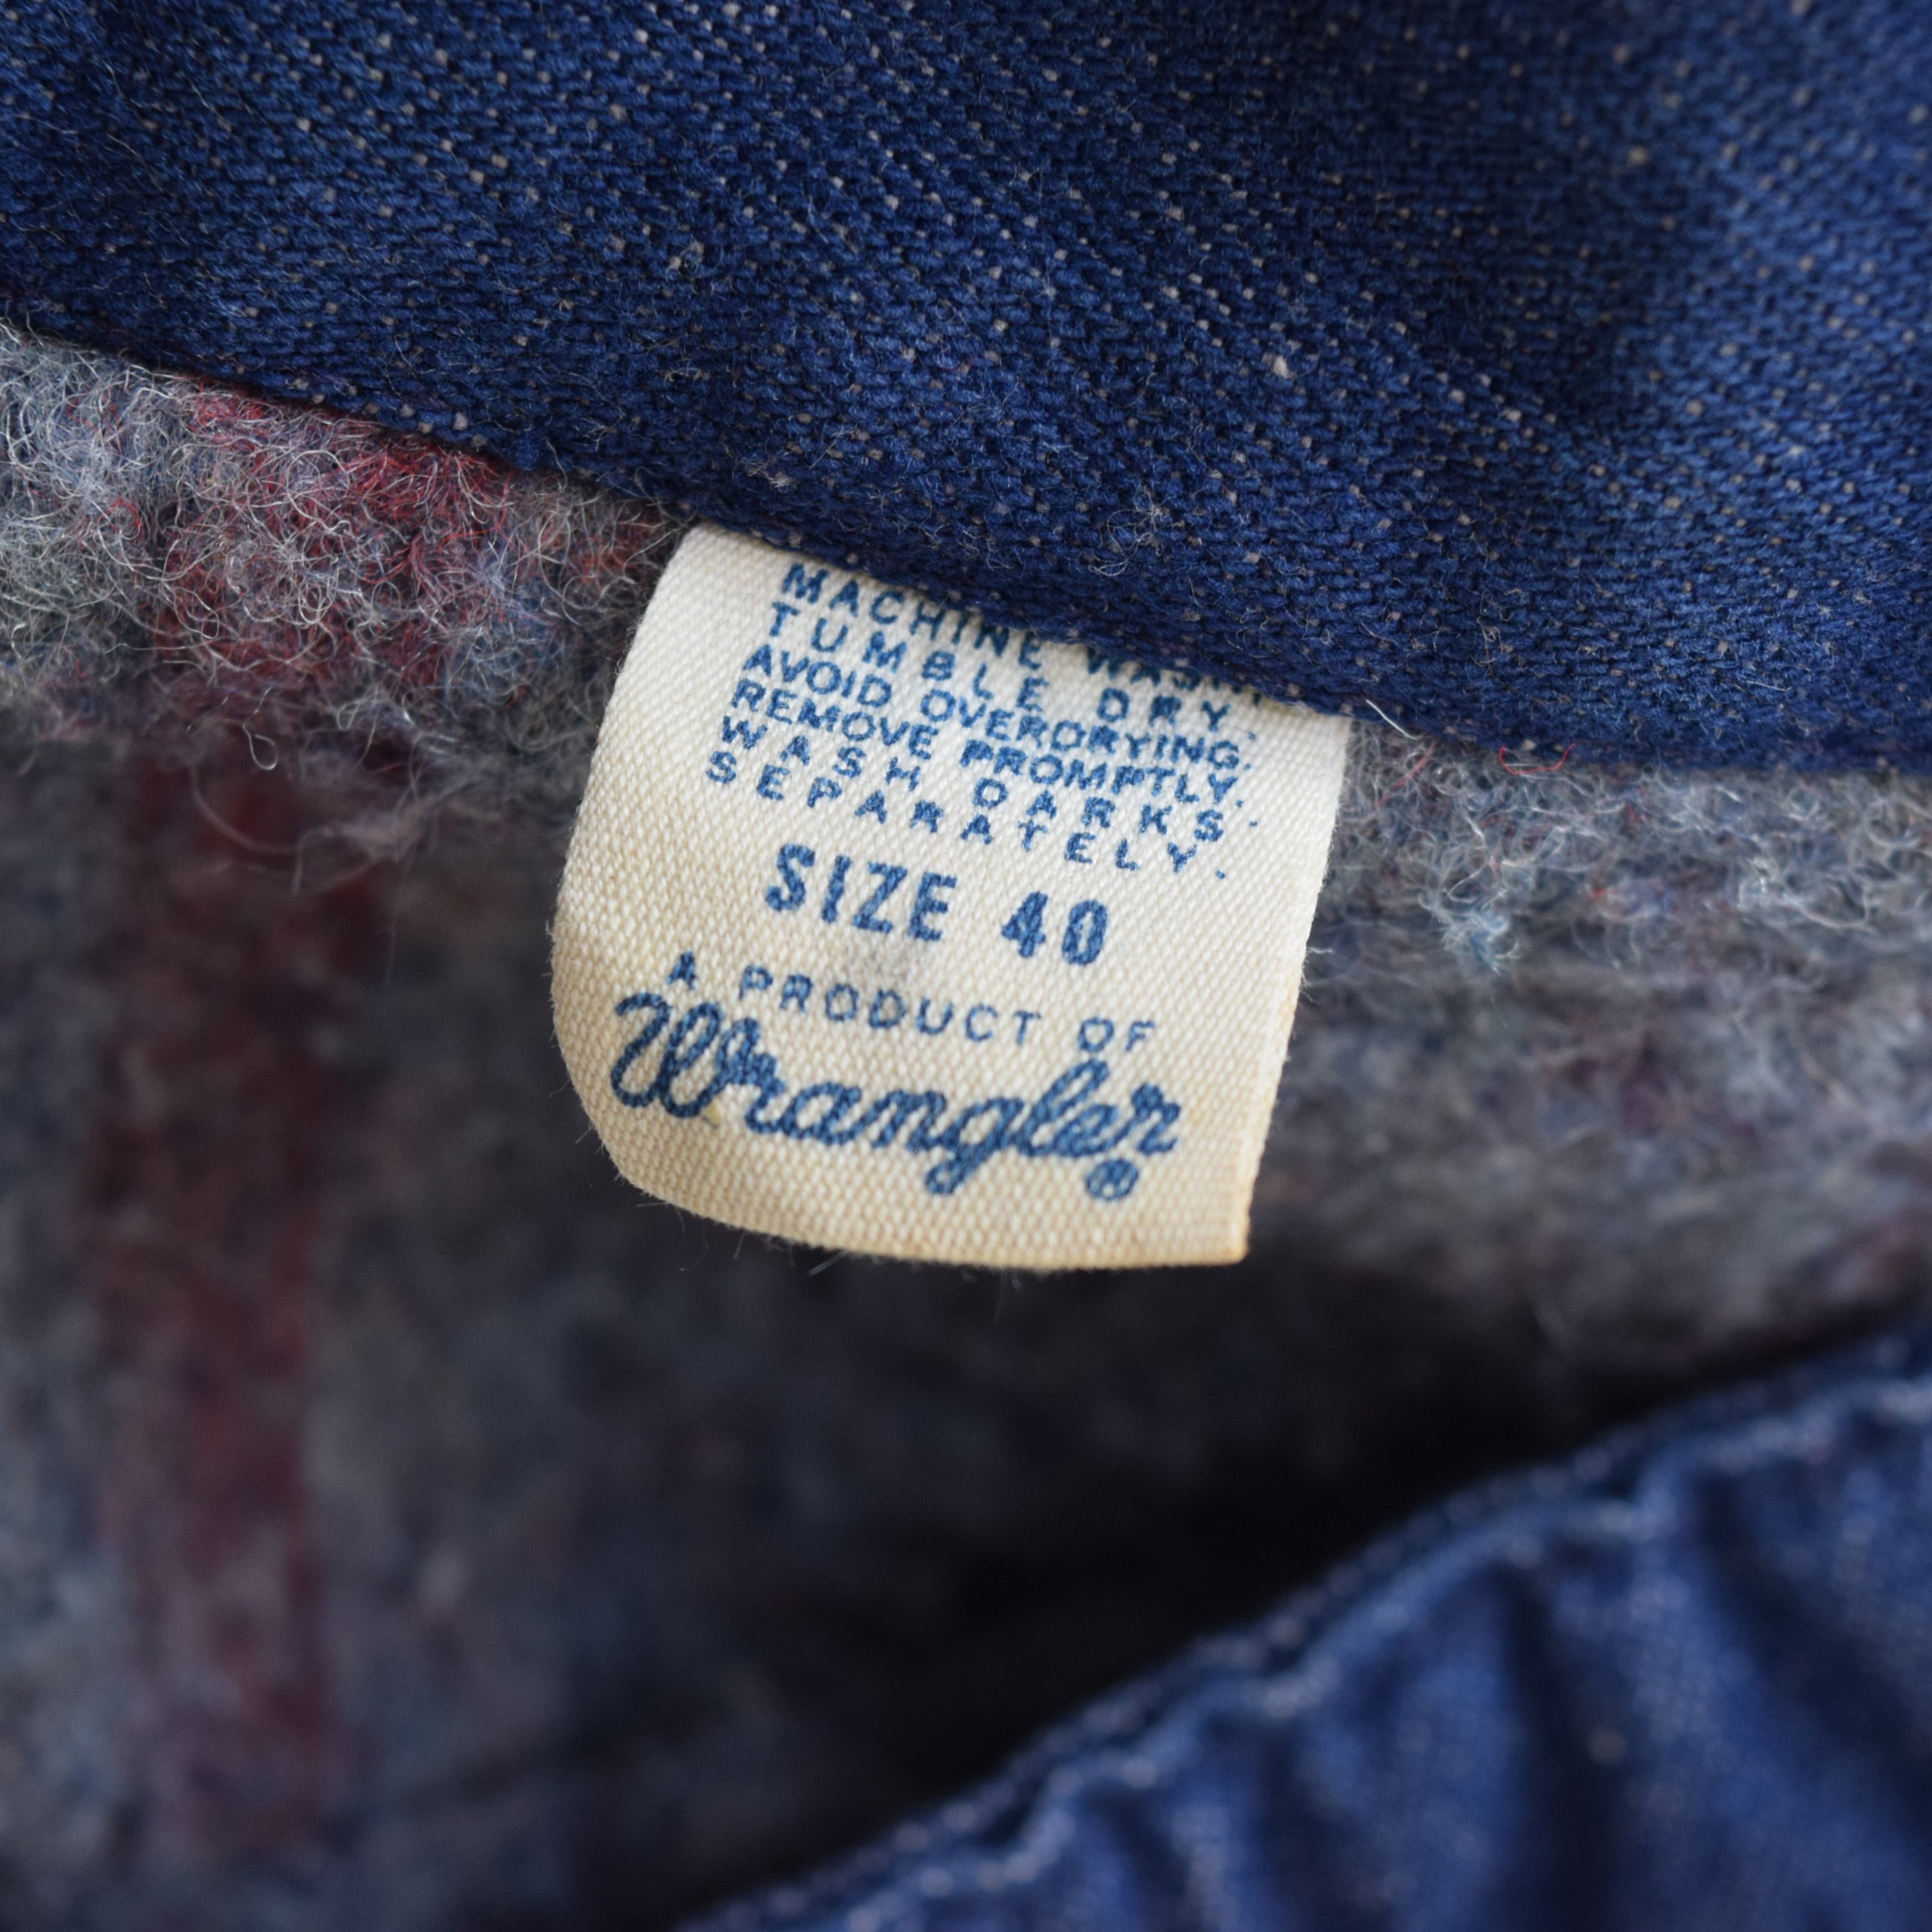 MACHINE WASH.
TUMBLE DRY.
AVOID OVERDRYING.
REMOVE PROMPTLY.
WASH DARKS
SEPARATELY.
SIZE 40
A PRODUCT OF
Wrangler®